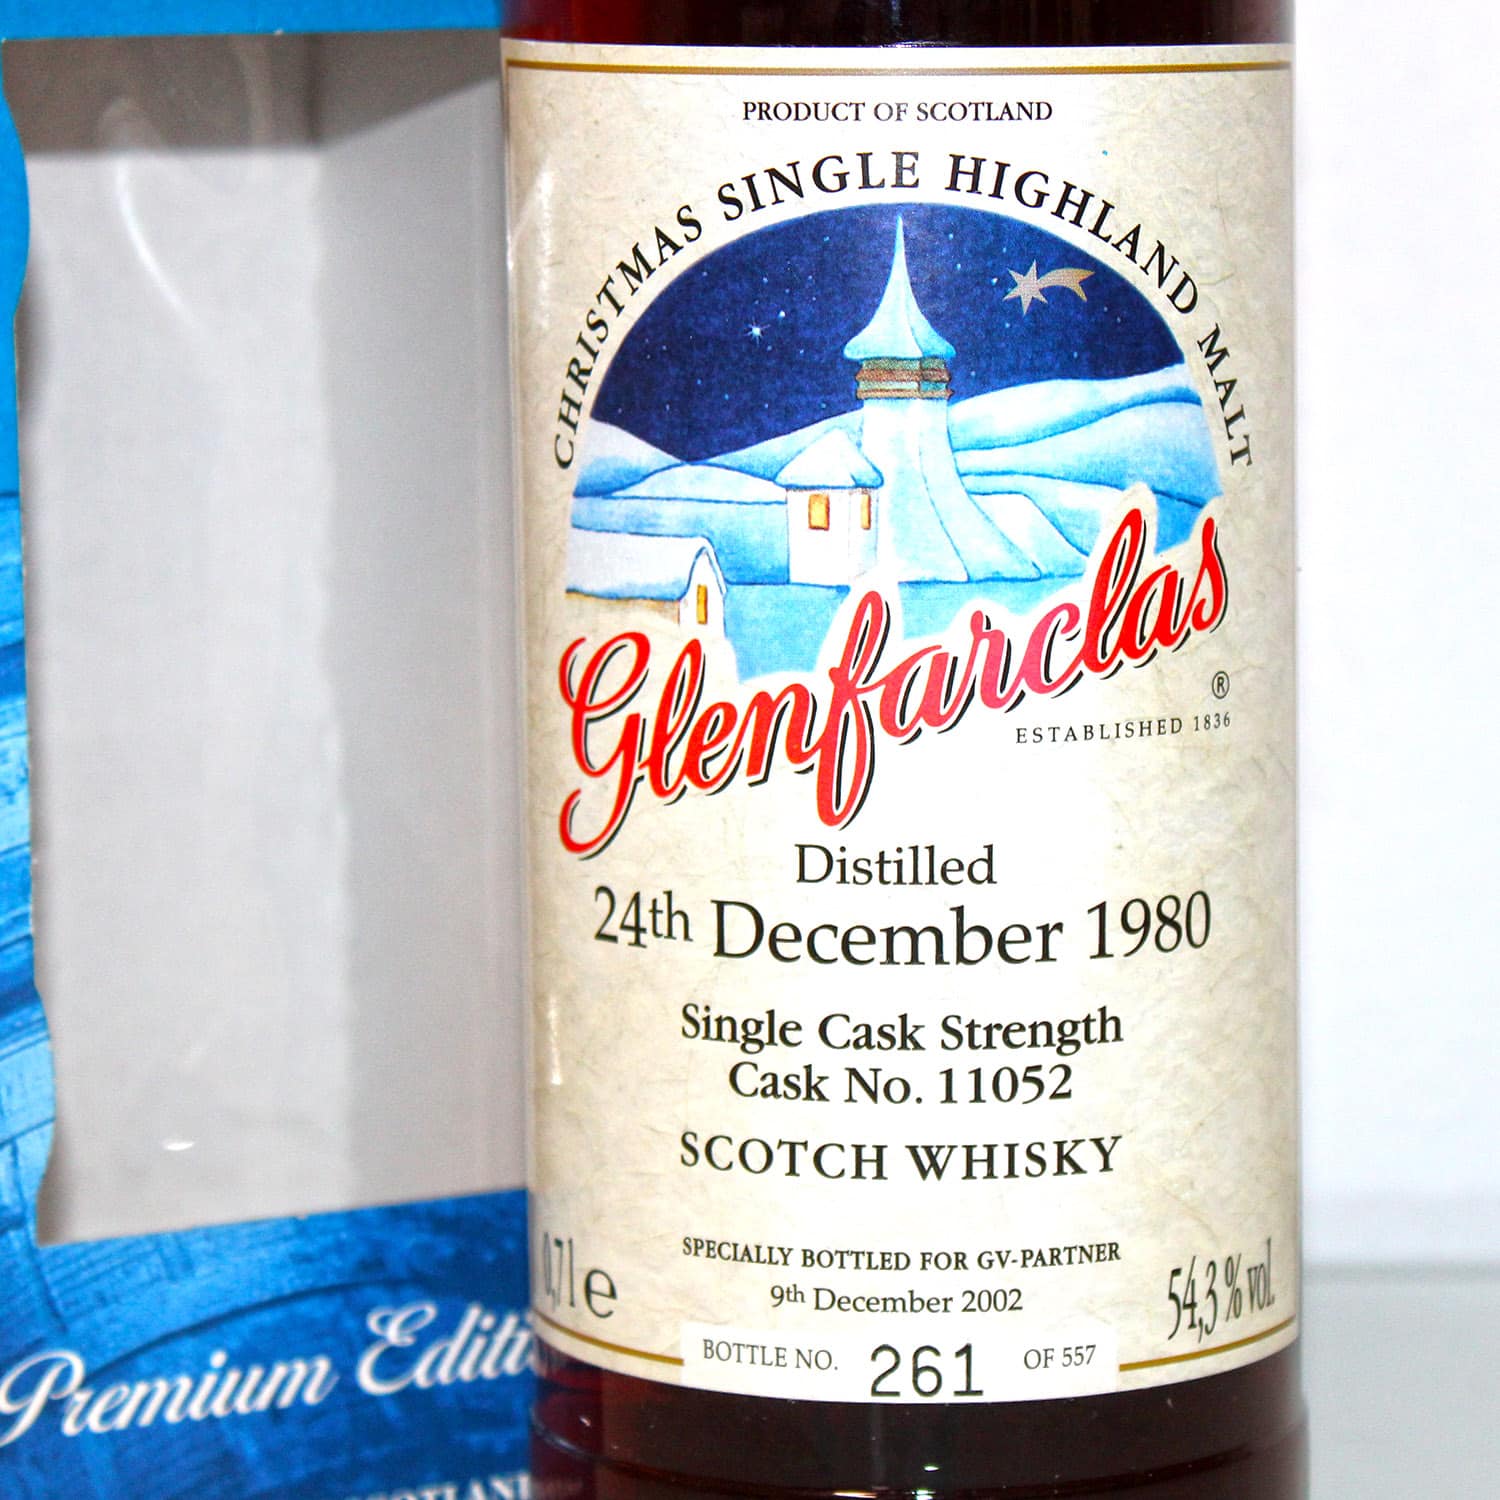 PRODUCT OF SCOTLAND
CHRISTMAS SINGLE HIGHLAND MALT
Glenfarclas
®
ESTABLISHED 1836
Distilled
24th December 1980
Single Cask Strength
Cask No. 11052
SCOTCH WHISKY
SPECIALLY BOTTLED FOR GV-PARTNER
0,7l e
9th December 2002
54,3% vol.
BOTTLE NO. 261 OF 557
Premium Editi